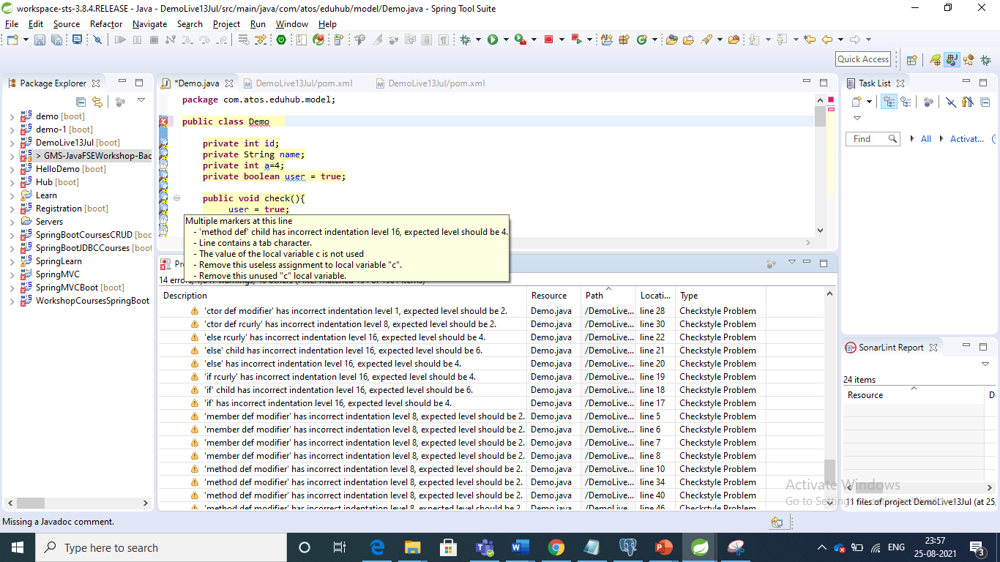 workspace-sts-3.8.4.RELEASE - Java - DemoLive13Jul/src/main/java/com/atos/eduhub/model/Demo.java - Spring Tool Suite
File Edit Source Refactor Navigate Search Project Run Window Help
Quick Access
Package Explorer
demo [boot]
demo-1 [boot]
DemoLive13Jul [boot]
> GMS-JavaFSEWorkshop-Bac
HelloDemo [boot]
Hub [boot]
Learn
Registration [boot]
Servers
SpringBootCoursesCRUD [boo
SpringBootJDBCCourses [boot
SpringLearn
SpringMVC
SpringMVCBoot [boot]
WorkshopCoursesSpringBoot
*Demo.java DemoLive13Jul/pom.xml DemoLive13Jul/pom.xml
package com.atos.eduhub.model;
public class Demo
private int id;
private String name;
private int a=4;
private boolean user = true;
public void check(){
user = true;
Multiple markers at this line
- 'method def' child has incorrect indentation level 16, expected level should be 4.
- Line contains a tab character.
- The value of the local variable c is not used
- Remove this useless assignment to local variable "c".
- Remove this unused "c" local variable.
Description Resource Path Locati... Type
'ctor def modifier' has incorrect indentation level 1, expected level should be 2. Demo.java /DemoLive... line 28 Checkstyle Problem
'ctor def rcurly' has incorrect indentation level 8, expected level should be 2. Demo.java /DemoLive... line 30 Checkstyle Problem
'else rcurly' has incorrect indentation level 16, expected level should be 4. Demo.java /DemoLive... line 22 Checkstyle Problem
'else' child has incorrect indentation level 16, expected level should be 6. Demo.java /DemoLive... line 21 Checkstyle Problem
'else' has incorrect indentation level 16, expected level should be 4. Demo.java /DemoLive... line 20 Checkstyle Problem
'if rcurly' has incorrect indentation level 16, expected level should be 4. Demo.java /DemoLive... line 19 Checkstyle Problem
'if' child has incorrect indentation level 16, expected level should be 6. Demo.java /DemoLive... line 18 Checkstyle Problem
'if' has incorrect indentation level 16, expected level should be 4. Demo.java /DemoLive... line 17 Checkstyle Problem
'member def modifier' has incorrect indentation level 8, expected level should be 2. Demo.java /DemoLive... line 5 Checkstyle Problem
'member def modifier' has incorrect indentation level 8, expected level should be 2. Demo.java /DemoLive... line 6 Checkstyle Problem
'member def modifier' has incorrect indentation level 8, expected level should be 2. Demo.java /DemoLive... line 7 Checkstyle Problem
'member def modifier' has incorrect indentation level 8, expected level should be 2. Demo.java /DemoLive... line 8 Checkstyle Problem
'method def modifier' has incorrect indentation level 8, expected level should be 2. Demo.java /DemoLive... line 10 Checkstyle Problem
'method def modifier' has incorrect indentation level 8, expected level should be 2. Demo.java /DemoLive... line 34 Checkstyle Problem
'method def modifier' has incorrect indentation level 8, expected level should be 2. Demo.java /DemoLive... line 40 Checkstyle Problem
'method def modifier' has incorrect indentation level 8, expected level should be 2. Demo.java /DemoLive... line 46 Checkstyle Problem
Task List
Find All Activat...
SonarLint Report
24 items
Resource D
Activate Windows
Go to Settings to activate Windows.
11 files of project DemoLive13Jul (at 25,
Missing a Javadoc comment.
Type here to search
ENG
23:57
25-08-2021
3